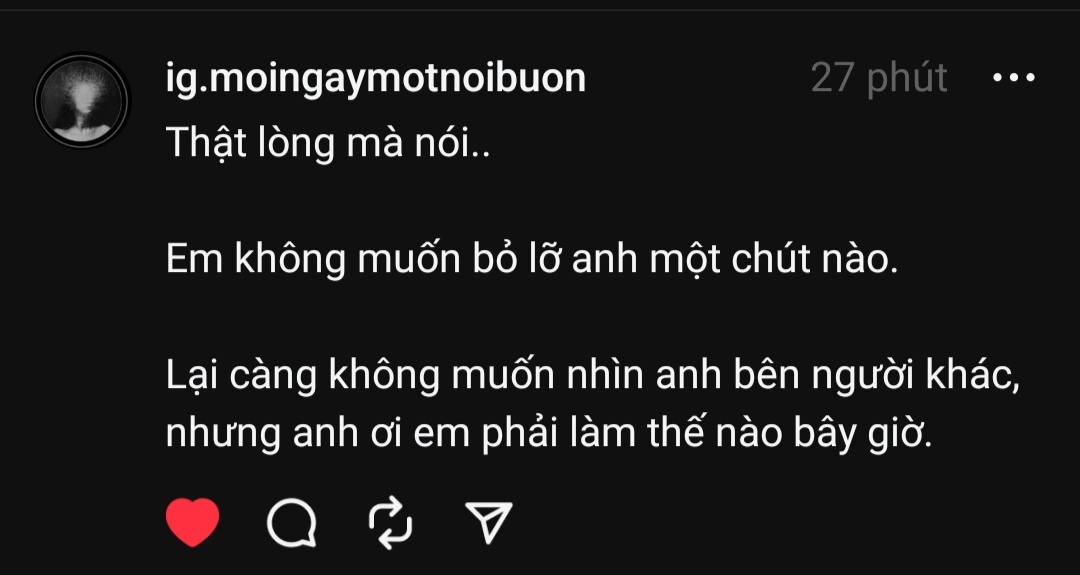 ig.moingaymotnoibuon 27 phút
Thật lòng mà nói..
Em không muốn bỏ lỡ anh một chút nào.
Lại càng không muốn nhìn anh bên người khác,
nhưng anh ơi em phải làm thế nào bây giờ.